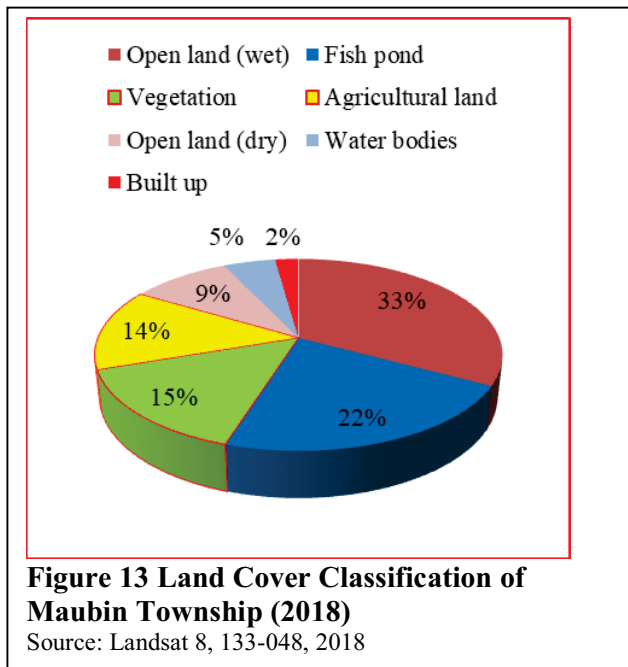 Open land (wet) Fish pond
Vegetation Agricultural land
Open land (dry) Water bodies
Built up
5% 2%
9% 33%
14%
15% 22%
Figure 13 Land Cover Classification of
Maubin Township (2018)
Source: Landsat 8, 133-048, 2018